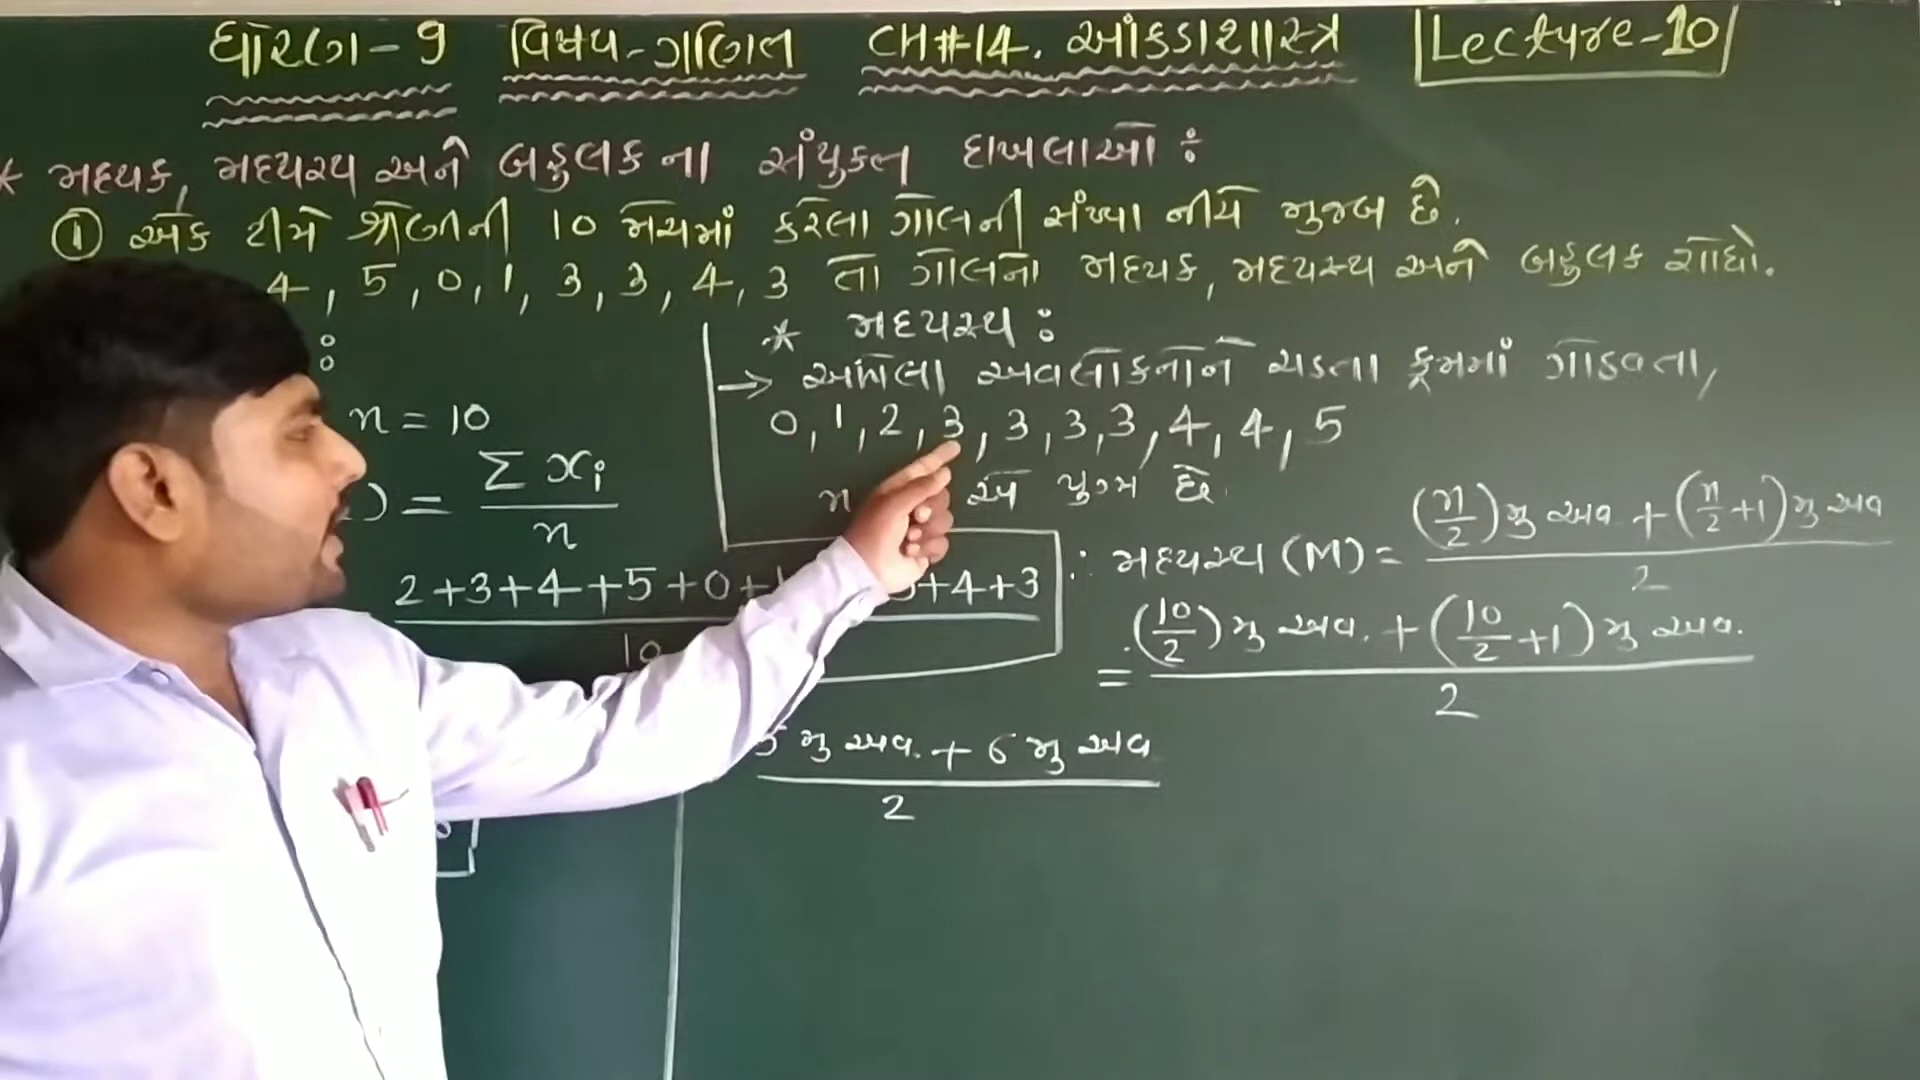 ધોરણ-9 વિષય-ગણિત CH#14. આંકડાશાસ્ત્ર Lecture-10
* મધ્યક, મધ્યસ્થ અને બહુલક ના સંયુક્ત દાખલાઓ :
① એક ટીમે શ્રેણીની 10 મેચમાં કરેલા ગોલની સંખ્યા નીચે મુજબ છે.
4, 5, 0, 1, 3, 3, 4, 3 તો ગોલના મધ્યક, મધ્યસ્થ અને બહુલક શોધો.
:
n = 10
) = Σ xi / n
2+3+4+5+0+ +4+3
10
* મધ્યસ્થ :
→ આપેલા અવલોકનોને ચડતા ક્રમમાં ગોઠવતા,
0, 1, 2, 3, 3, 3, 3, 4, 4, 5
n એ યુગ્મ છે.
∴ મધ્યસ્થ (M) = (n/2) મુ અવ + (n/2 +1) મુ અવ / 2
= (10/2) મુ અવ. + (10/2 +1) મુ અવ. / 2
5 મુ અવ. + 6 મુ અવ / 2